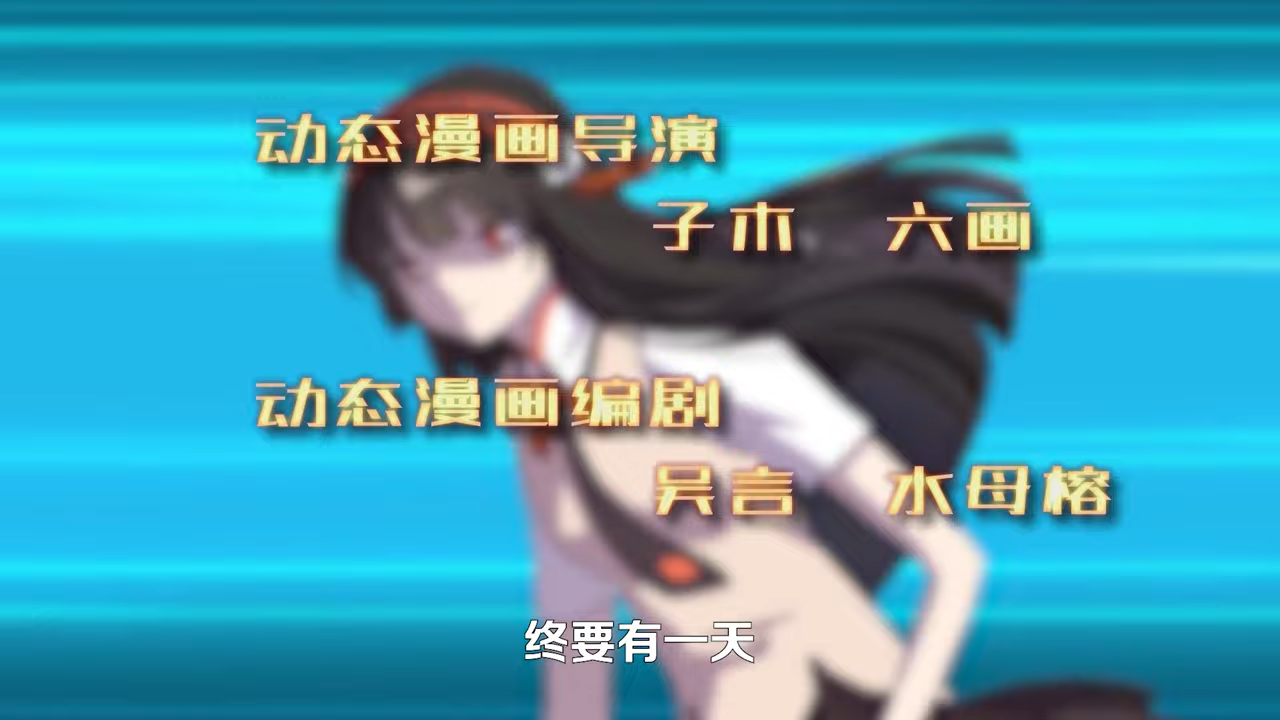 动态漫画导演
子木 六画
动态漫画编剧
吴言 水母榕
终要有一天